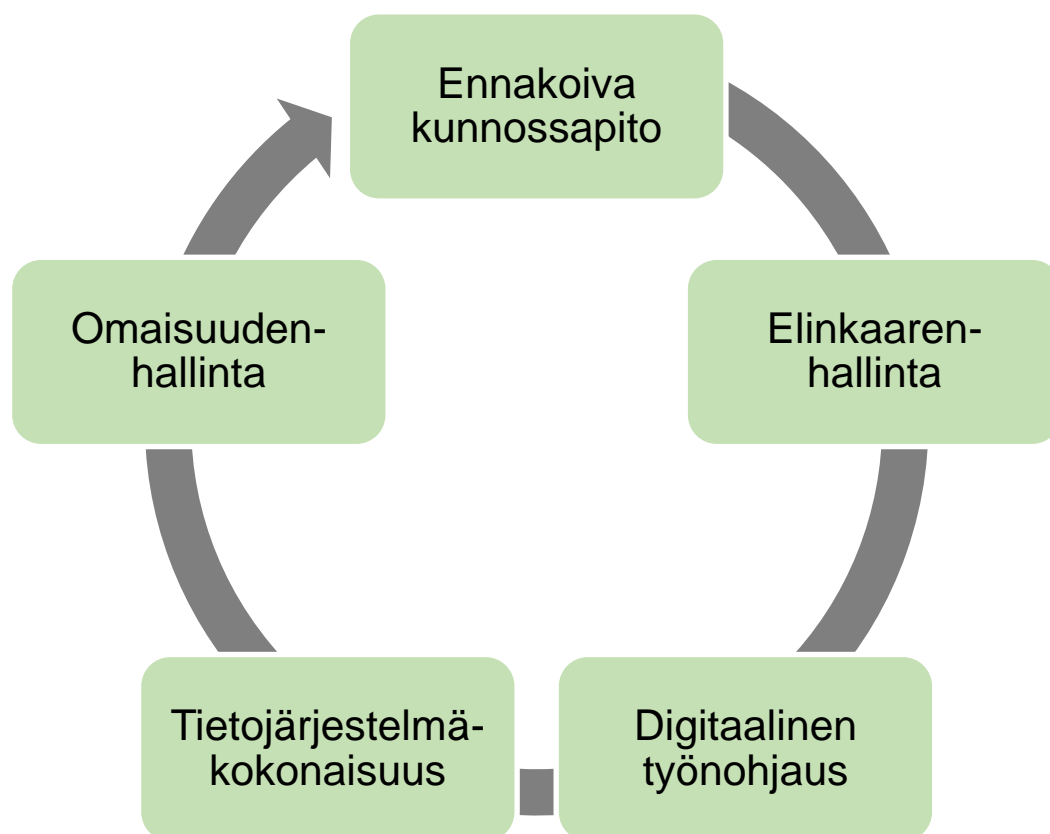 Ennakoiva
kunnossapito
Omaisuuden-
hallinta
Elinkaaren-
hallinta
Tietojärjestelmä-
kokonaisuus
Digitaalinen
työnohjaus